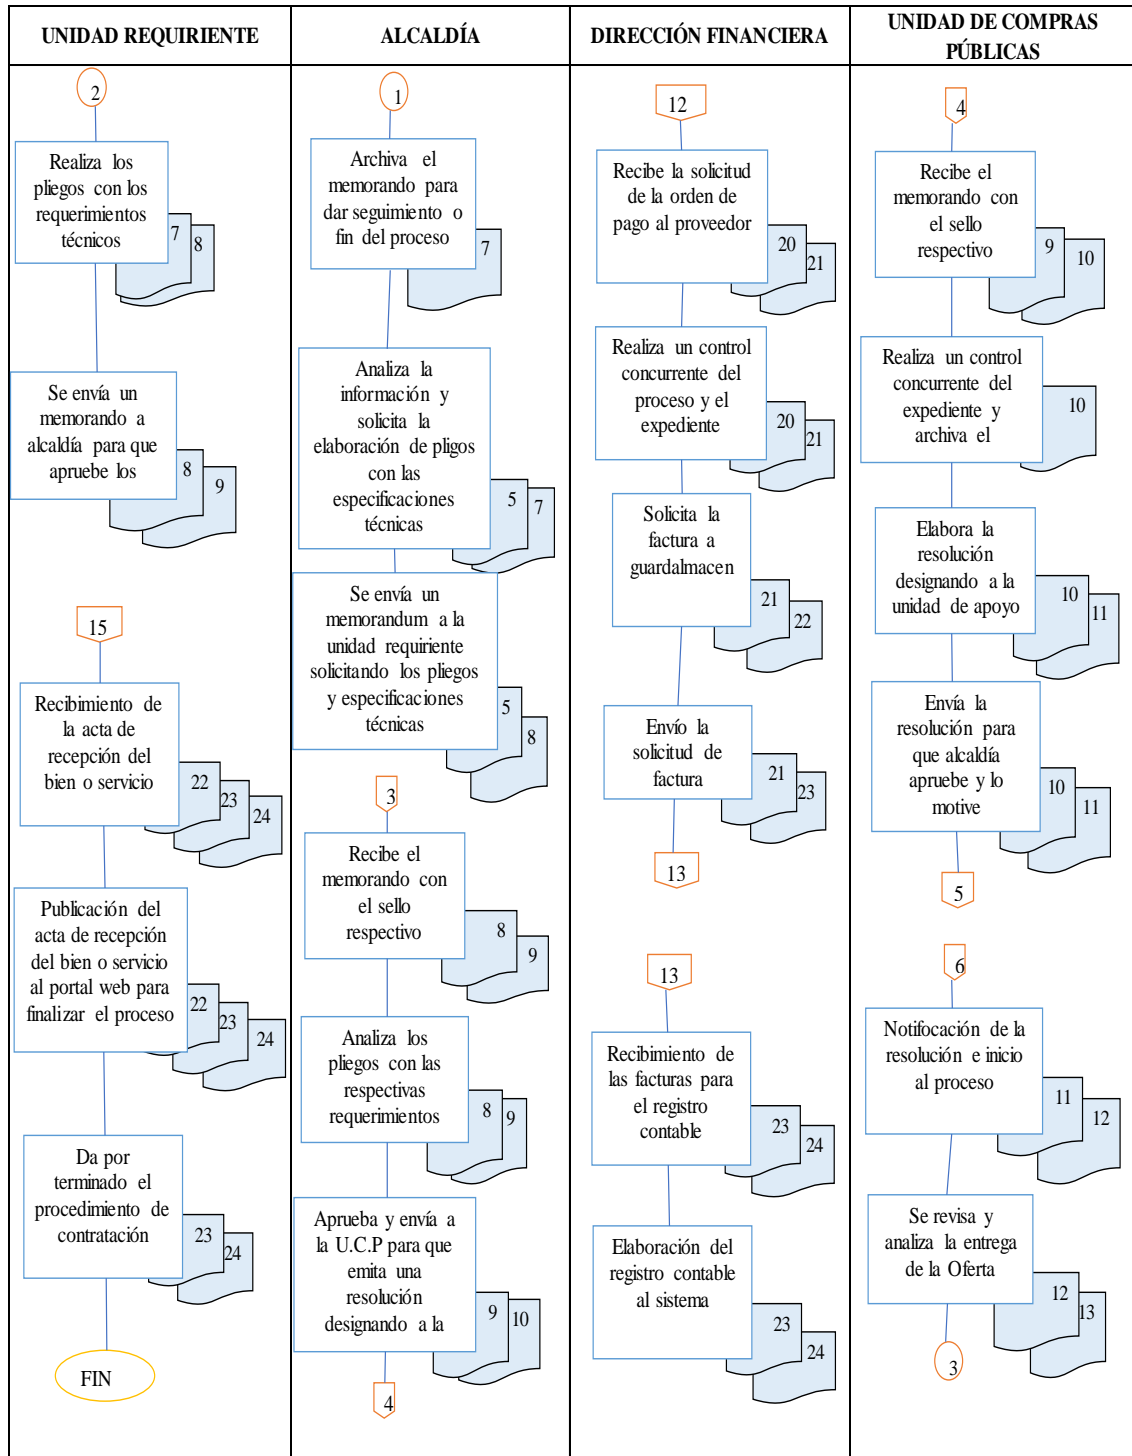 UNIDAD REQUIRIENTE
2
Realiza los
pliegos con los
requerimientos
técnicos
7
8
Se envía un
memorando a
alcaldía para que
apruebe los
8
9
15
Recibimiento de
la acta de
recepción del
bien o servicio
22
23
24
Publicación del
acta de recepción
del bien o servicio
al portal web para
finalizar el proceso
22
23
24
Da por
terminado el
procedimiento de
contratación
23
24
FIN
ALCALDÍA
1
Archiva el
memorando para
dar seguimiento o
fin del proceso
7
Analiza la
información y
solicita la
elaboración de pligos
con las
especificaciones
técnicas
5
7
Se envía un
memorandum a la
unidad requiriente
solicitando los pliegos
y especificaciones
técnicas
5
8
3
Recibe el
memorando con
el sello
respectivo
8
9
Analiza los
pliegos con las
respectivas
requerimientos
8
9
Aprueba y envía a
la U.C.P para que
emita una
resolución
designando a la
9
10
4
DIRECCIÓN FINANCIERA
12
Recibe la solicitud
de la orden de
pago al proveedor
20
21
Realiza un control
concurrente del
proceso y el
expediente
20
21
Solicita la
factura a
guardalmacen
21
22
Envío la
solicitud de
factura
21
23
13
13
Recibimiento de
las facturas para
el registro
contable
23
24
Elaboración del
registro contable
al sistema
23
24
UNIDAD DE COMPRAS
PÚBLICAS
4
Recibe el
memorando con
el sello
respectivo
9
10
Realiza un control
concurrente del
expediente y
archiva el
10
Elabora la
resolución
designando a la
unidad de apoyo
10
11
Envía la
resolución para
que alcaldía
apruebe y lo
motive
10
11
5
6
Notifocación de la
resolución e inicio
al proceso
11
12
Se revisa y
analiza la entrega
de la Oferta
12
13
3